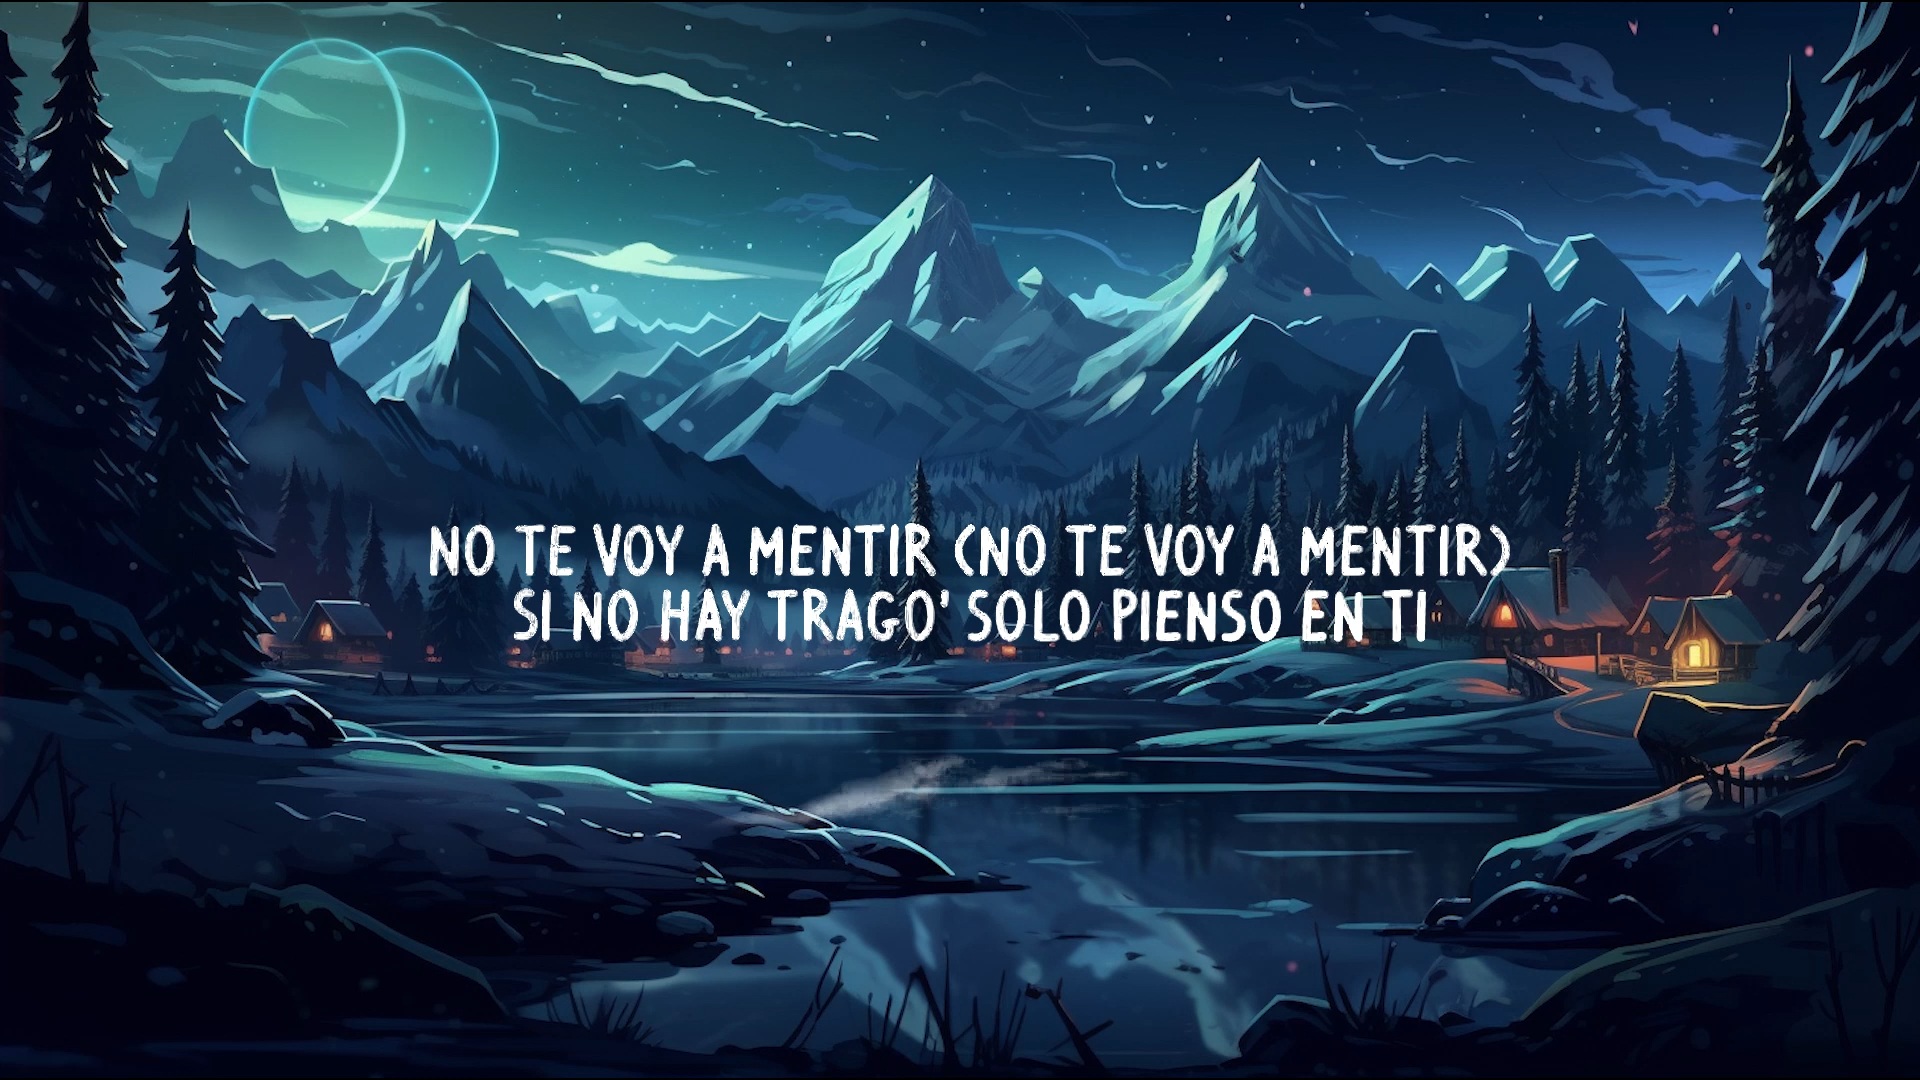 NO TE VOY A MENTIR (NO TE VOY A MENTIR)
SI NO HAY TRAGO' SOLO PIENSO EN TI